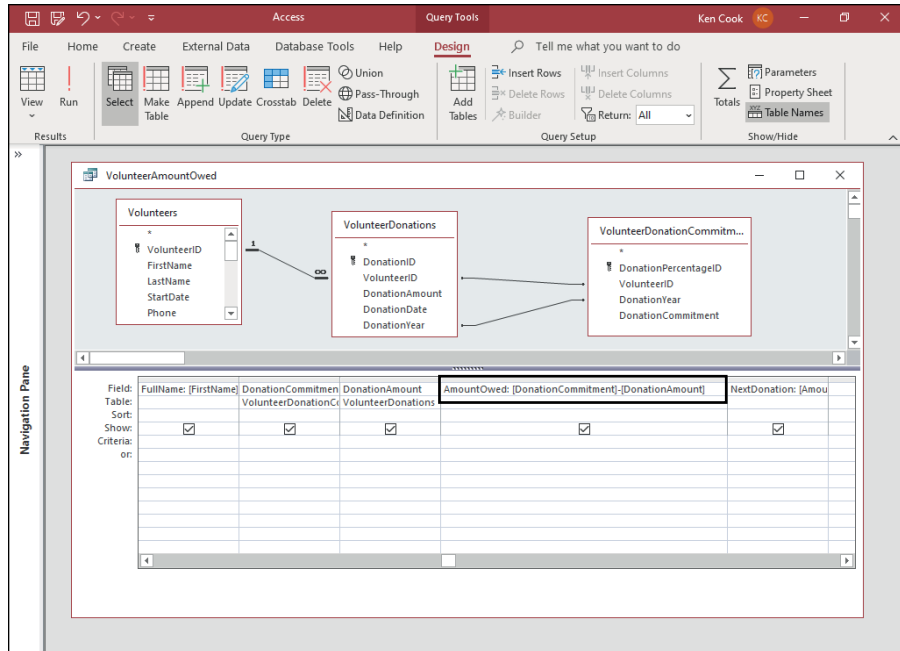 Access
Query Tools
Ken Cook
KC
File Home Create External Data Database Tools Help Design Tell me what you want to do
View
Run
Results
Select
Make Table
Append
Update
Crosstab
Delete
Union
Pass-Through
Data Definition
Query Type
Add Tables
Insert Rows
Delete Rows
Builder
Insert Columns
Delete Columns
Return: All
Query Setup
Totals
Parameters
Property Sheet
XYZ
Table Names
Show/Hide
»
Navigation Pane
VolunteerAmountOwed
Volunteers
*
VolunteerID
FirstName
LastName
StartDate
Phone
1
∞
VolunteerDonations
*
DonationID
VolunteerID
DonationAmount
DonationDate
DonationYear
VolunteerDonationCommitm...
*
DonationPercentageID
VolunteerID
DonationYear
DonationCommitment
Field: FullName: [FirstName] DonationCommitmen DonationAmount AmountOwed: [DonationCommitment]-[DonationAmount] NextDonation: [Amou
Table: VolunteerDonationCo VolunteerDonations
Sort:
Show:
Criteria:
or: